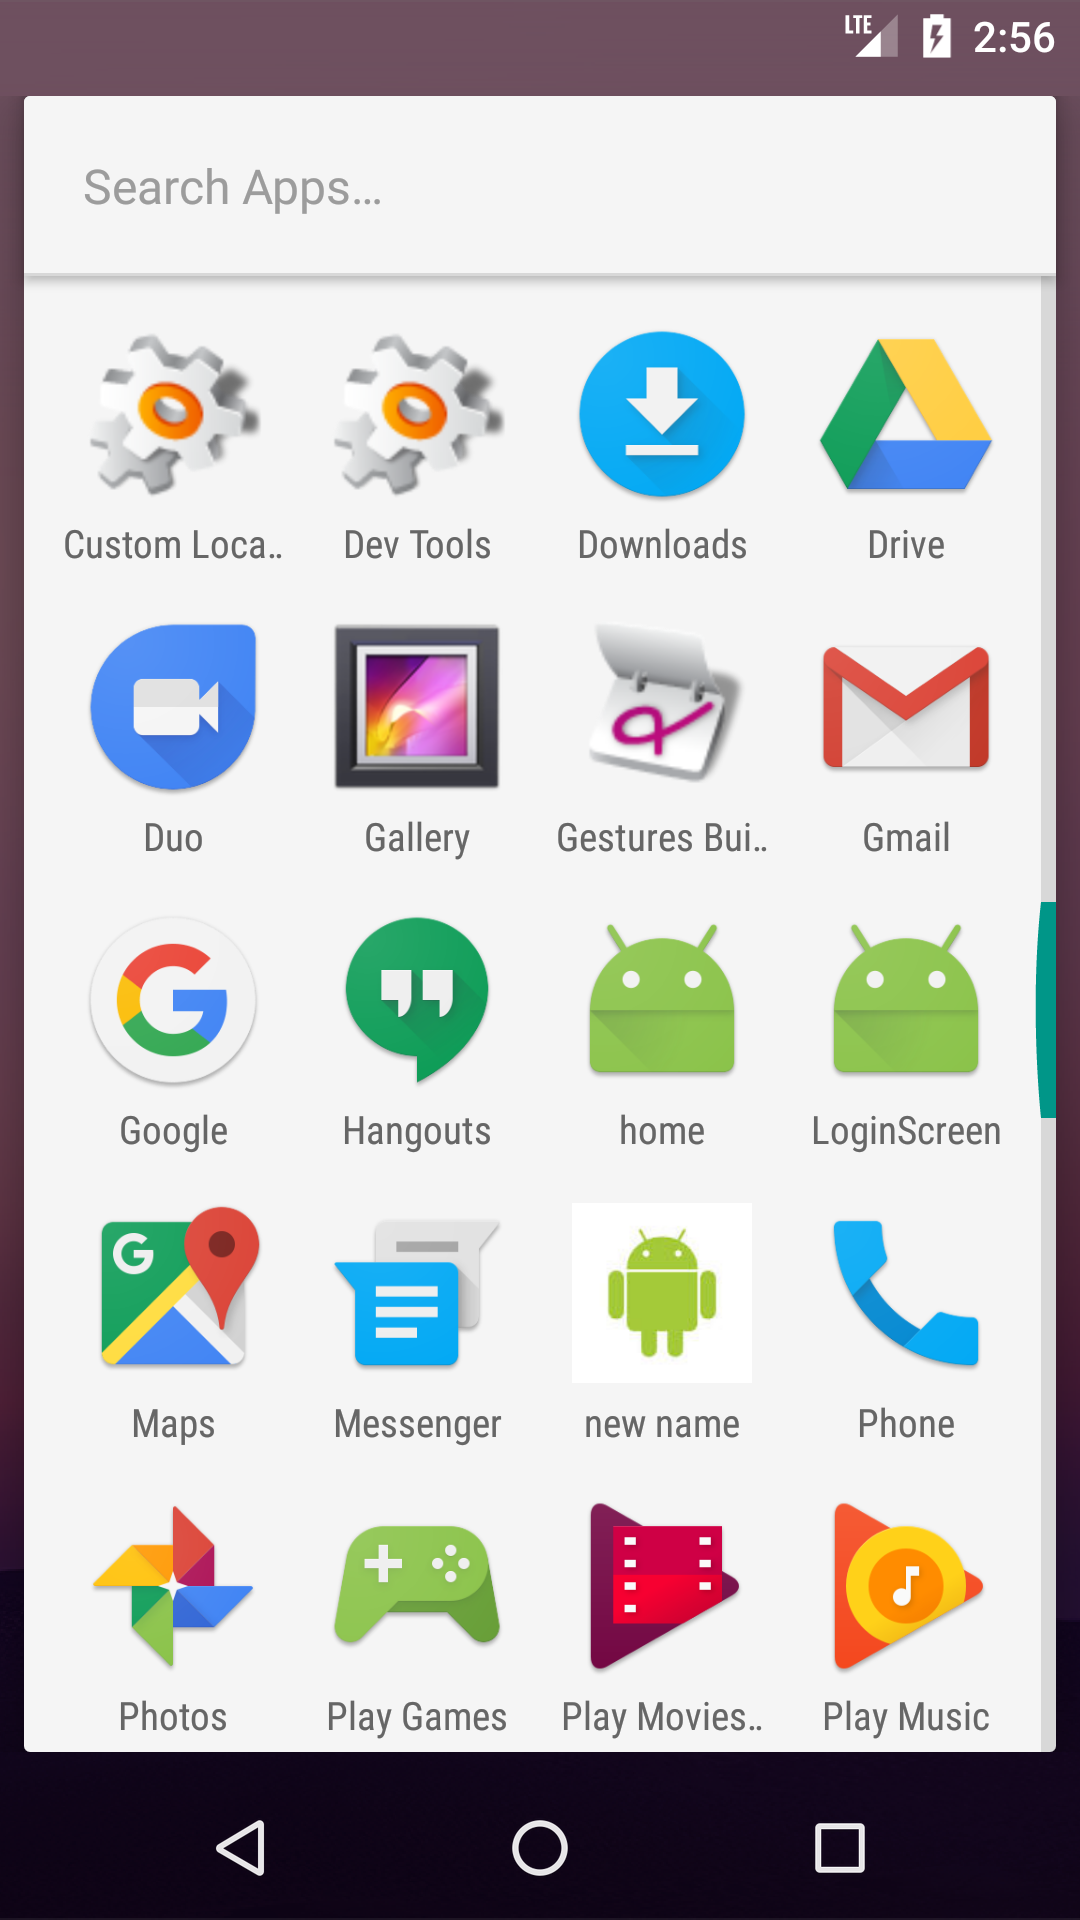 LTE 2:56
Search Apps...
Custom Loca.. Dev Tools Downloads Drive
Duo Gallery Gestures Bui.. Gmail
Google Hangouts home LoginScreen
Maps Messenger new name Phone
Photos Play Games Play Movies.. Play Music